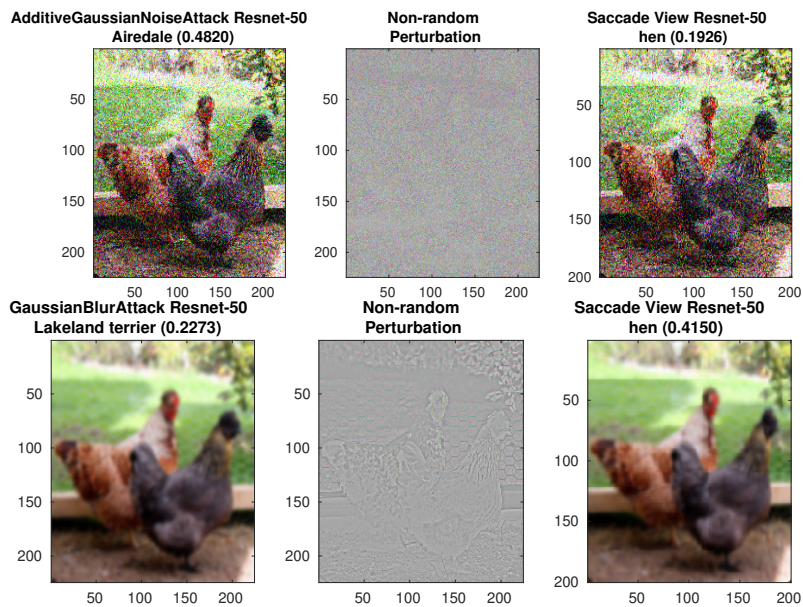 AdditiveGaussianNoiseAttack Resnet-50
Airedale (0.4820)
Non-random
Perturbation
Saccade View Resnet-50
hen (0.1926)
50
100
150
200
50 100 150 200
50
100
150
200
50 100 150 200
50
100
150
200
50 100 150 200
GaussianBlurAttack Resnet-50
Lakeland terrier (0.2273)
Non-random
Perturbation
Saccade View Resnet-50
hen (0.4150)
50
100
150
200
50 100 150 200
50
100
150
200
50 100 150 200
50
100
150
200
50 100 150 200